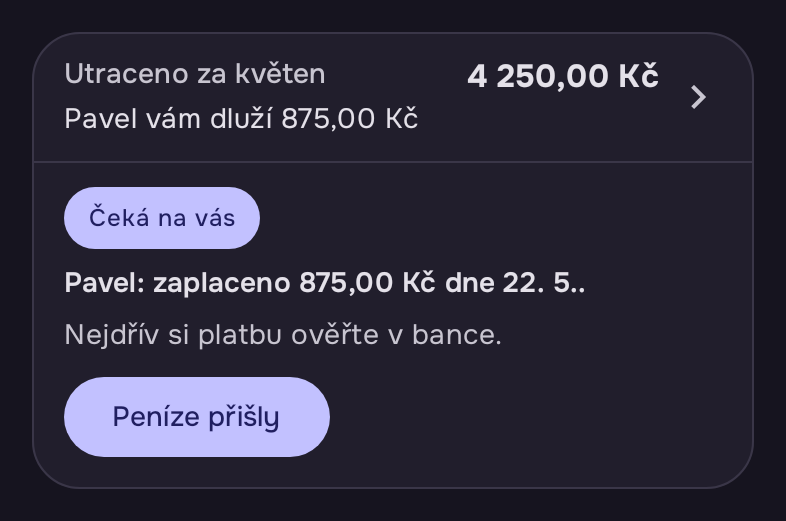 Utraceno za květen
4 250,00 Kč
Pavel vám dluží 875,00 Kč
Čeká na vás
Pavel: zaplaceno 875,00 Kč dne 22. 5..
Nejdřív si platbu ověřte v bance.
Peníze přišly